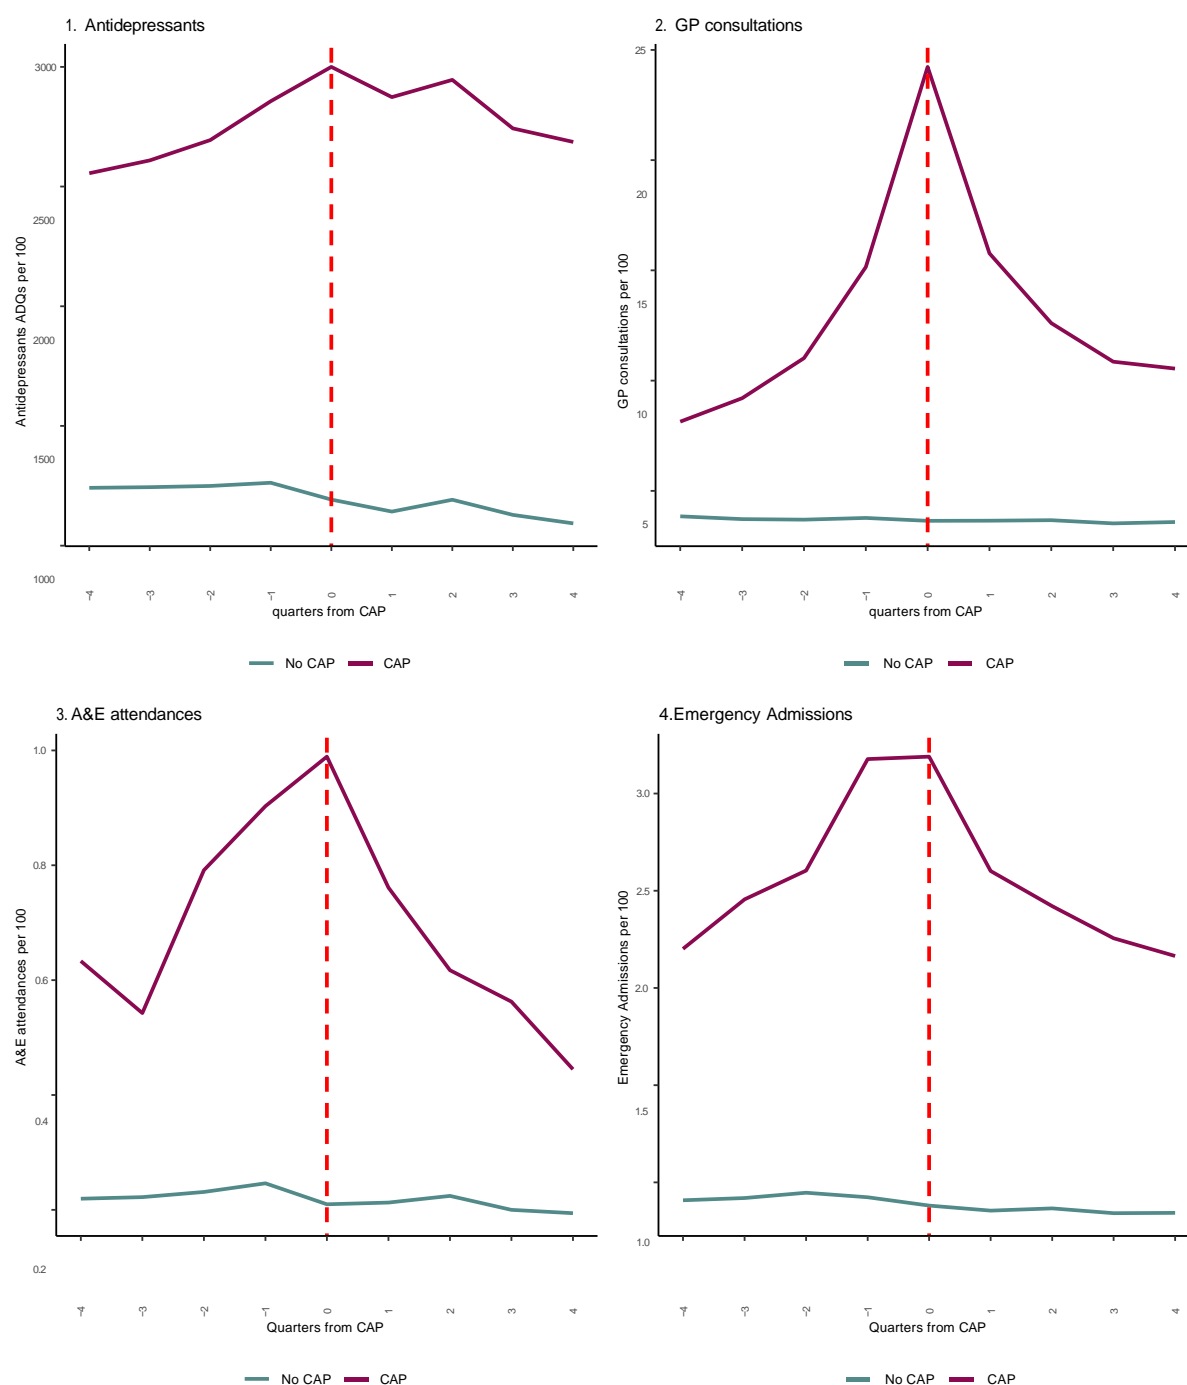 1. Antidepressants
3000
2500
2000
1500
1000
Antidepressants ADQs per 100
-4 -3 -2 -1 0 1 2 3 4
quarters from CAP
No CAP CAP
2. GP consultations
25
20
15
10
5
GP consultations per 100
-4 -3 -2 -1 0 1 2 3 4
quarters from CAP
No CAP CAP
3. A&E attendances
1.0
0.8
0.6
0.4
0.2
A&E attendances per 100
-4 -3 -2 -1 0 1 2 3 4
Quarters from CAP
No CAP CAP
4.Emergency Admissions
3.0
2.5
2.0
1.5
1.0
Emergency Admissions per 100
-4 -3 -2 -1 0 1 2 3 4
Quarters from CAP
No CAP CAP